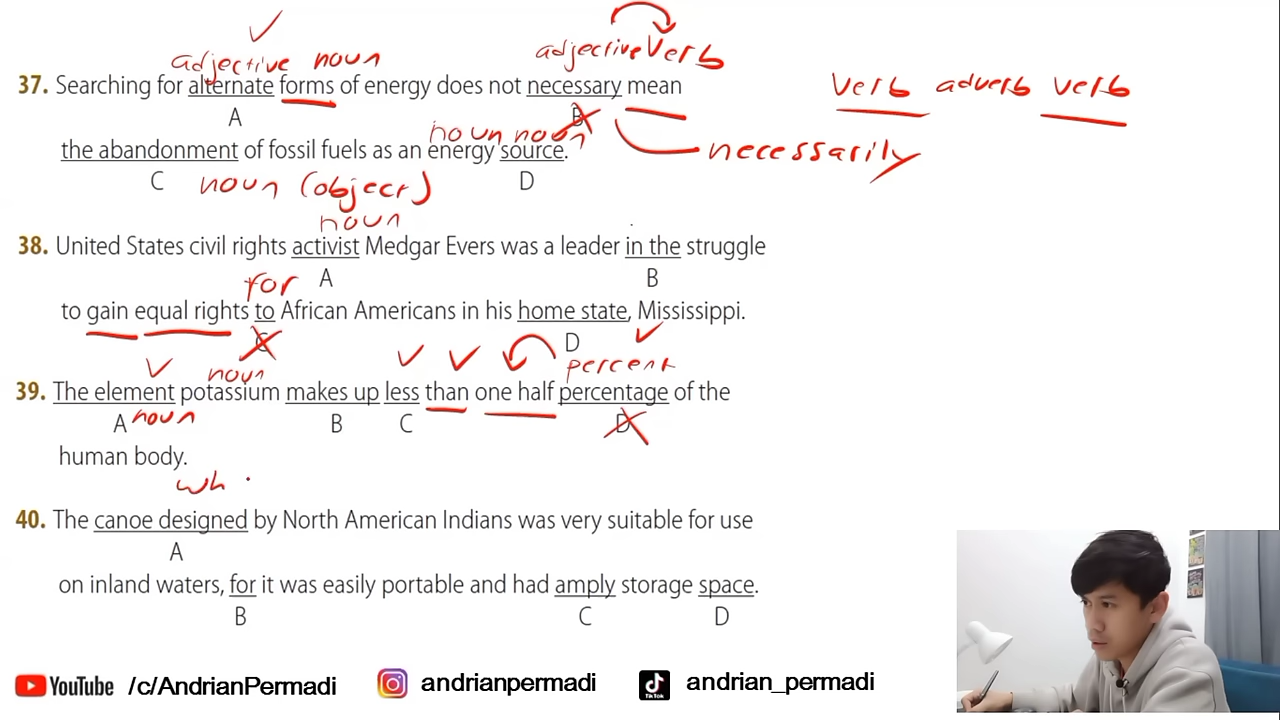 adjective noun
adjective Verb
37. Searching for alternate forms of energy does not necessary mean
Verb adverb verb
A
B
noun noun
necessarily
the abandonment of fossil fuels as an energy source.
C
noun (object)
D
noun
38. United States civil rights activist Medgar Evers was a leader in the struggle
for
A
B
to gain equal rights to African Americans in his home state, Mississippi.
C
D
noun
percent
39. The element potassium makes up less than one half percentage of the
A
noun
B
C
D
human body.
wh
40. The canoe designed by North American Indians was very suitable for use
A
on inland waters, for it was easily portable and had amply storage space.
B
C
D
YouTube /c/AndrianPermadi
andrianpermadi
TikTok
andrian_permadi